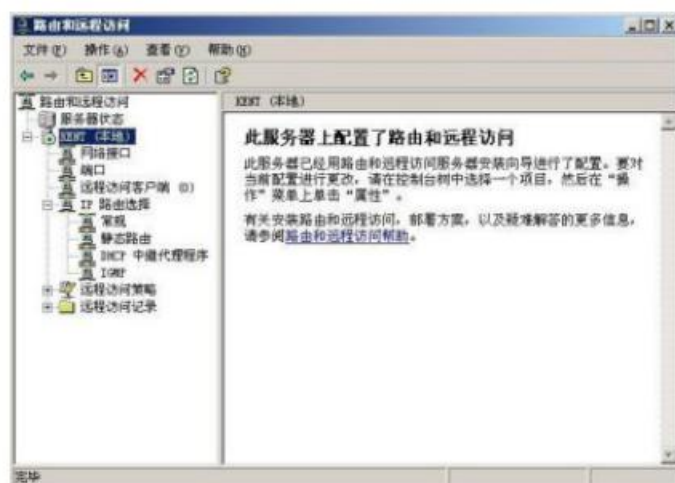 路由和远程访问
文件(F) 操作(A) 查看(V) 帮助(H)
路由和远程访问
服务器状态
KENT (本地)
网络接口
端口
远程访问客户端 (0)
IP 路由选择
常规
静态路由
DHCP 中继代理程序
IGMP
远程访问策略
远程访问记录
KENT (本地)
此服务器上配置了路由和远程访问
此服务器已经用路由和远程访问服务器安装向导进行了配置。要对
当前配置进行更改，请在控制台树中选择一个项目，然后在“操
作”菜单上单击“属性”。
有关安装路由和远程访问，部署方案，以及疑难解答的更多信息，
请参阅路由和远程访问帮助。
完毕